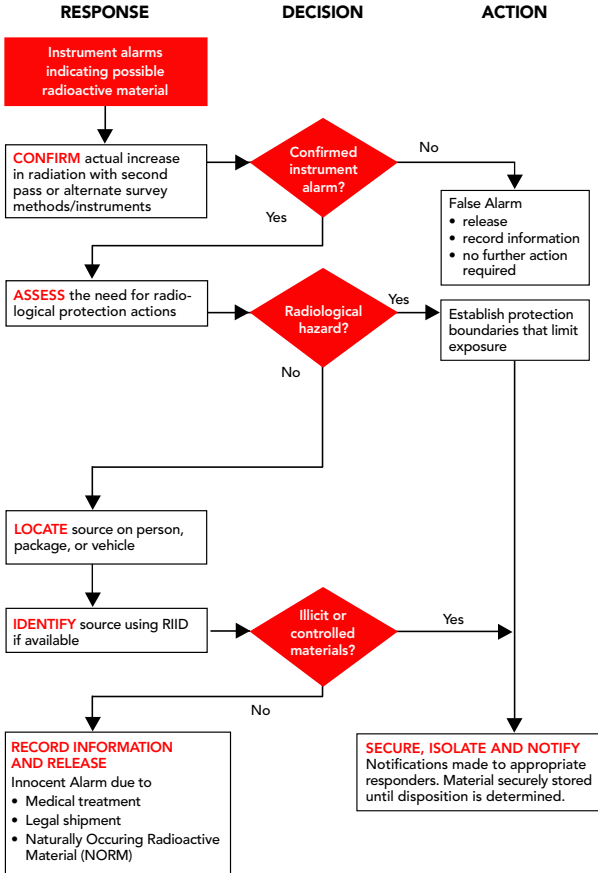 RESPONSE DECISION ACTION
Instrument alarms
indicating possible
radioactive material
CONFIRM actual increase
in radiation with second
pass or alternate survey
methods/instruments
Confirmed
instrument
alarm?
No
Yes
False Alarm
• release
• record information
• no further action
required
ASSESS the need for radio-
logical protection actions
Radiological
hazard?
Yes
No
Establish protection
boundaries that limit
exposure
LOCATE source on person,
package, or vehicle
IDENTIFY source using RIID
if available
Illicit or
controlled
materials?
Yes
No
RECORD INFORMATION
AND RELEASE
Innocent Alarm due to
• Medical treatment
• Legal shipment
• Naturally Occuring Radioactive
Material (NORM)
SECURE, ISOLATE AND NOTIFY
Notifications made to appropriate
responders. Material securely stored
until disposition is determined.